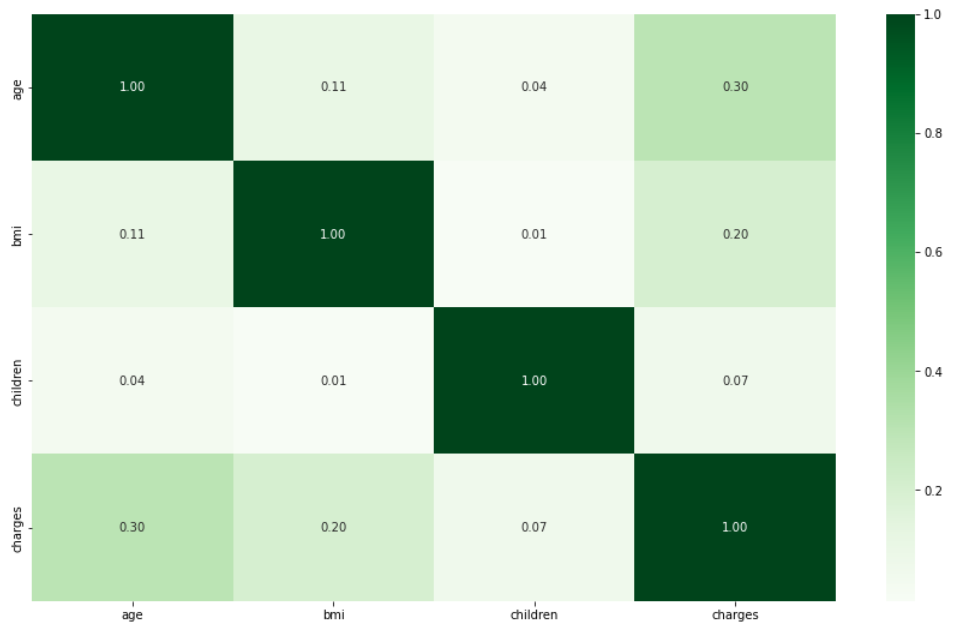 1.0
age 1.00 0.11 0.04 0.30
0.8
bmi 0.11 1.00 0.01 0.20
0.6
children 0.04 0.01 1.00 0.07
0.4
charges 0.30 0.20 0.07 1.00
0.2
age bmi children charges